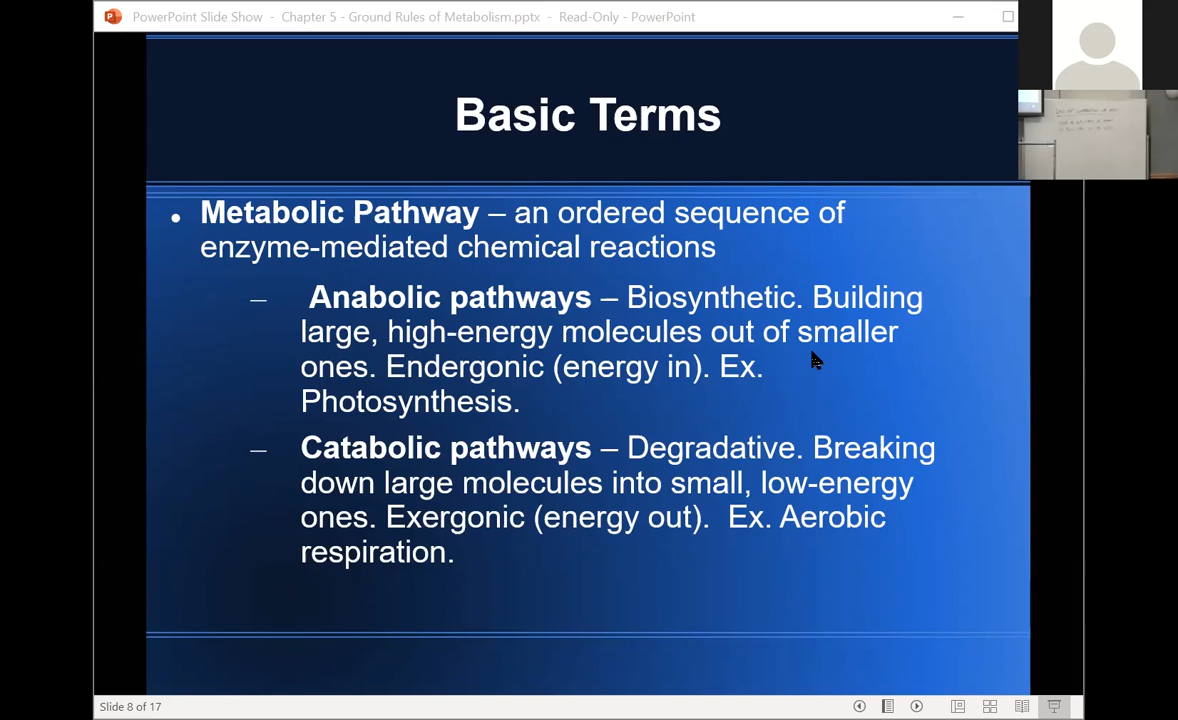 PowerPoint Slide Show - Chapter 5 - Ground Rules of Metabolism.pptx - Read-Only - PowerPoint
Basic Terms
• Metabolic Pathway – an ordered sequence of
enzyme-mediated chemical reactions
– Anabolic pathways – Biosynthetic. Building
large, high-energy molecules out of smaller
ones. Endergonic (energy in). Ex.
Photosynthesis.
– Catabolic pathways – Degradative. Breaking
down large molecules into small, low-energy
ones. Exergonic (energy out). Ex. Aerobic
respiration.
Slide 8 of 17